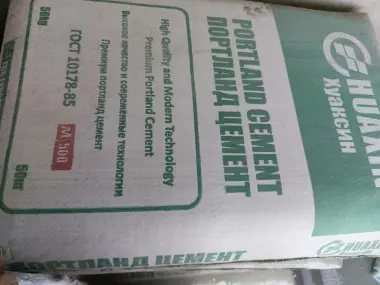 HUAXIN
Хуаксин
PORTLAND CEMENT
ПОРТЛАНД ЦЕМЕНТ
High Quality and Modern Technology
Premium Portland Cement
Высокое качество и современные технологии
Премиум портланд цемент
ГОСТ 10178-85
М 500
50kg
50кг
ПОРТЛАНД ЦЕМЕНТ
HUAXIN